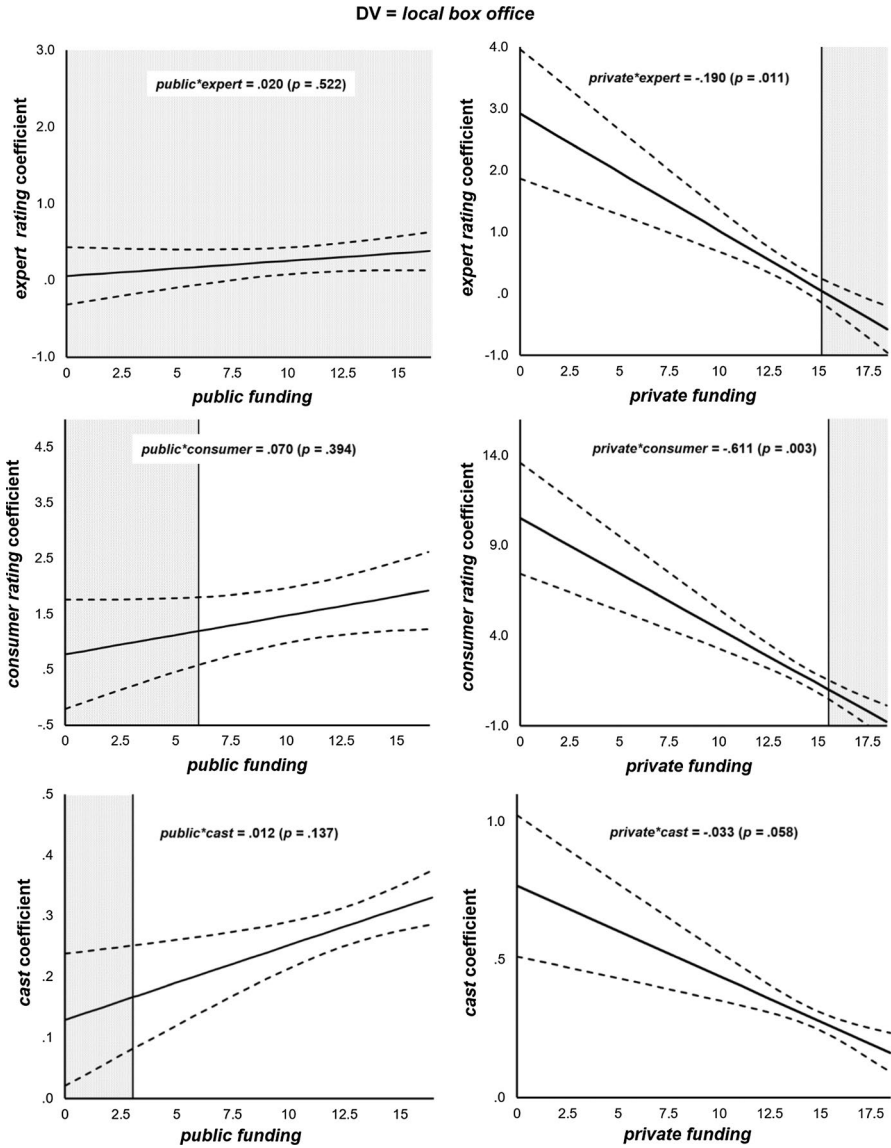 DV = local box office
3.0
2.0
1.0
.0
-1.0
expert rating coefficient
public*expert = .020 (p = .522)
0 2.5 5 7.5 10 12.5 15
public funding
4.0
3.0
2.0
1.0
.0
-1.0
expert rating coefficient
private*expert = -.190 (p = .011)
0 2.5 5 7.5 10 12.5 15 17.5
private funding
4.5
3.5
2.5
1.5
.5
-.5
consumer rating coefficient
public*consumer = .070 (p = .394)
0 2.5 5 7.5 10 12.5 15
public funding
14.0
9.0
4.0
-1.0
consumer rating coefficient
private*consumer = -.611 (p = .003)
0 2.5 5 7.5 10 12.5 15 17.5
private funding
.5
.4
.3
.2
.1
.0
cast coefficient
public*cast = .012 (p = .137)
0 2.5 5 7.5 10 12.5 15
public funding
1.0
.5
.0
cast coefficient
private*cast = -.033 (p = .058)
0 2.5 5 7.5 10 12.5 15 17.5
private funding